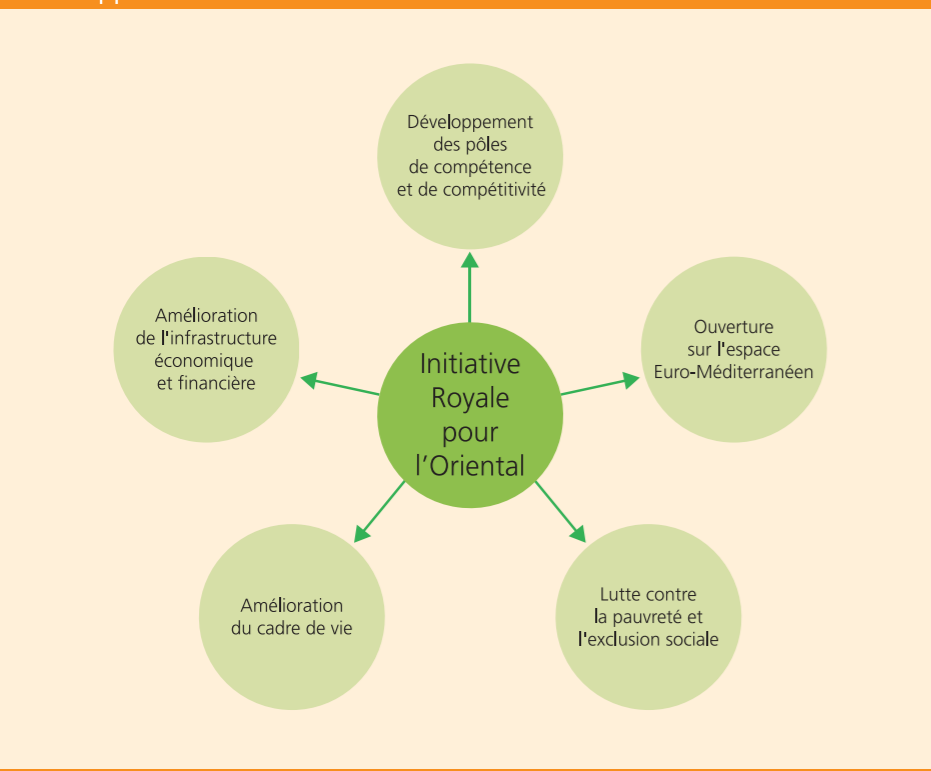 Développement
des pôles
de compétence
et de compétitivité
Amélioration
de l'infrastructure
économique
et financière
Ouverture
sur l'espace
Euro-Méditerranéen
Initiative
Royale
pour
l'Oriental
Amélioration
du cadre de vie
Lutte contre
la pauvreté et
l'exclusion sociale